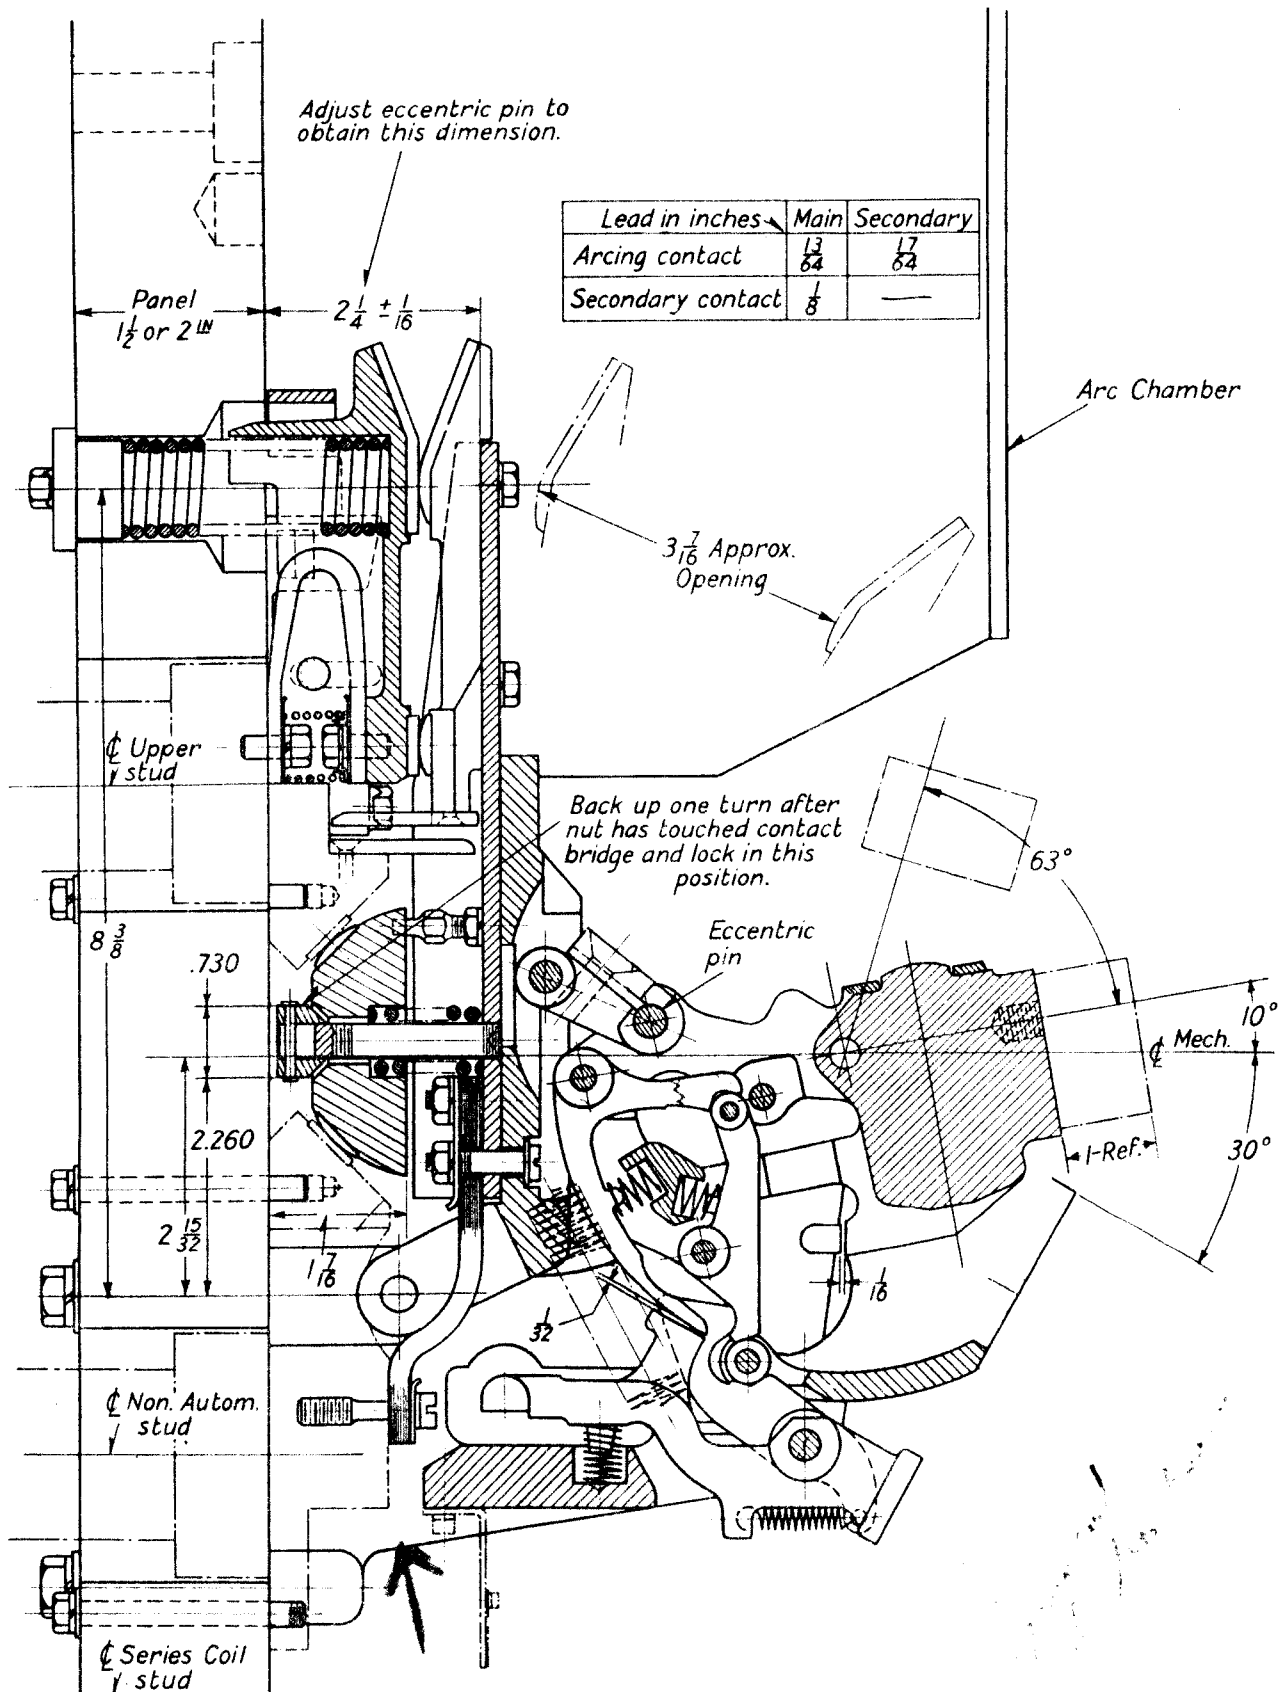 Adjust eccentric pin to
obtain this dimension.
Lead in inches Main Secondary
Arcing contact 13/64 17/64
Secondary contact 1/8 —
Panel
1 1/2 or 2 IN
2 1/4 ± 1/16
Arc Chamber
3 7/16 Approx.
Opening
℄ Upper
stud
Back up one turn after
nut has touched contact
bridge and lock in this
position.
63°
8 3/8
.730
Eccentric
pin
10°
℄ Mech.
2.260
1-Ref.
30°
2 15/32
1 7/16
1/32
1/16
℄ Non. Autom.
stud
℄ Series Coil
stud